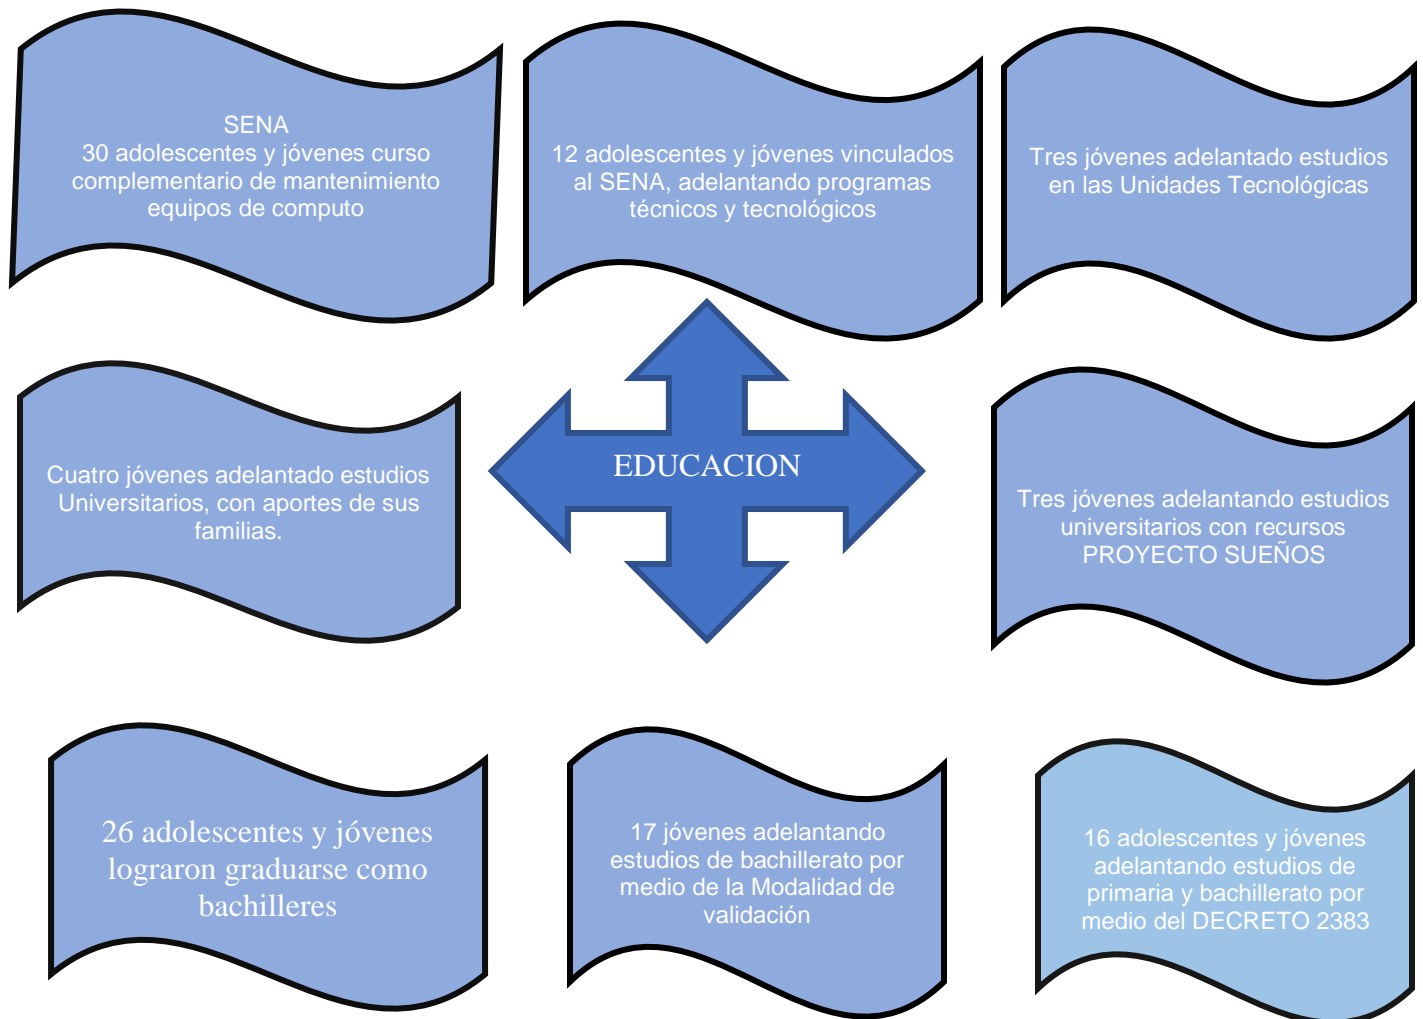 SENA
30 adolescentes y jóvenes curso
complementario de mantenimiento
equipos de computo
12 adolescentes y jóvenes vinculados
al SENA, adelantando programas
técnicos y tecnológicos
Tres jóvenes adelantado estudios
en las Unidades Tecnológicas
Cuatro jóvenes adelantado estudios
Universitarios, con aportes de sus
familias.
EDUCACION
Tres jóvenes adelantando estudios
universitarios con recursos
PROYECTO SUEÑOS
26 adolescentes y jóvenes
lograron graduarse como
bachilleres
17 jóvenes adelantando
estudios de bachillerato por
medio de la Modalidad de
validación
16 adolescentes y jóvenes
adelantando estudios de
primaria y bachillerato por
medio del DECRETO 2383